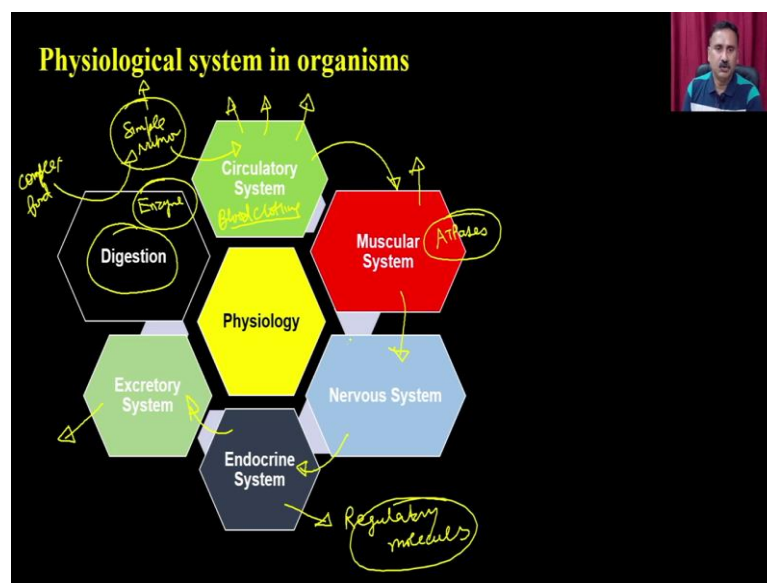 Physiological system in organisms
Simple
complex
food
Circulatory
System
Blood clotting
Enzyme
Digestion
Muscular
System
ATPases
Physiology
Excretory
System
Nervous System
Endocrine
System
Regulatory
molecules